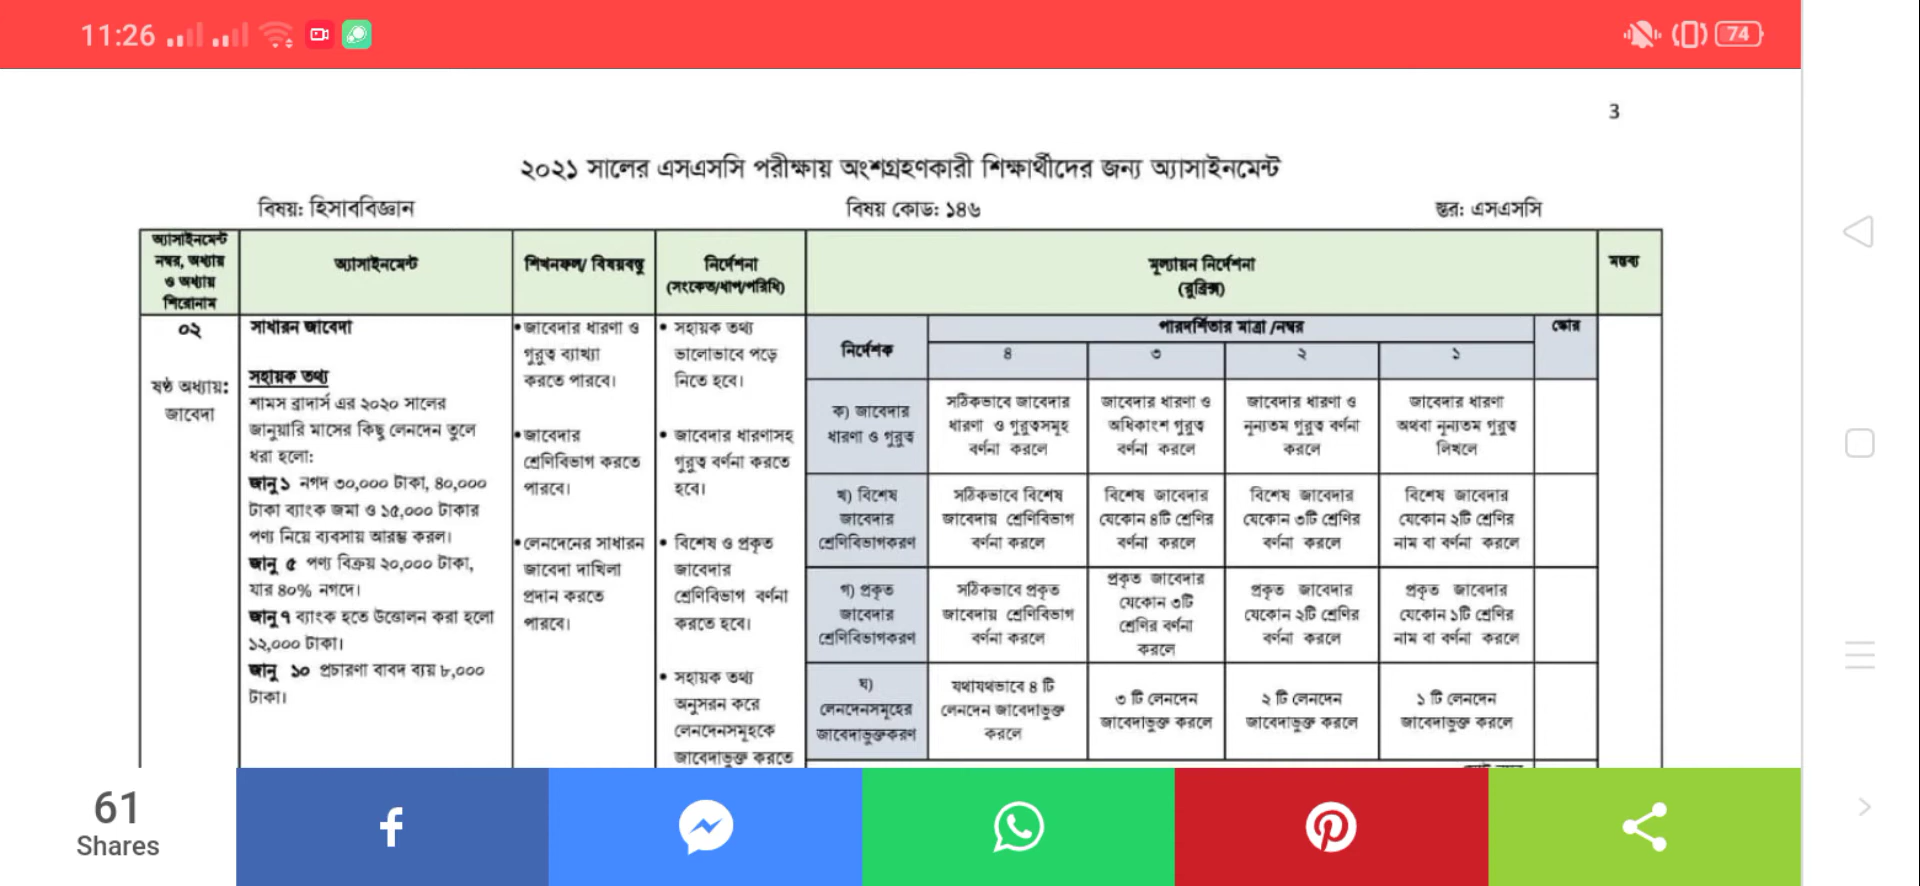 11:26
74
3
২০২১ সালের এসএসসি পরীক্ষায় অংশগ্রহণকারী শিক্ষার্থীদের জন্য অ্যাসাইনমেন্ট
বিষয়: হিসাববিজ্ঞান
বিষয় কোড: ১৪৬
স্তর: এসএসসি
অ্যাসাইনমেন্ট
নম্বর, অধ্যায়
ও অধ্যায়
শিরোনাম
অ্যাসাইনমেন্ট
শিখনফল/ বিষয়বস্তু
নির্দেশনা
(সংকেত/ধাপ/পরিধি)
মূল্যায়ন নির্দেশনা
(রুব্রিক্স)
মন্তব্য
০২
ষষ্ঠ অধ্যায়:
জাবেদা
সাধারন জাবেদা
সহায়ক তথ্য
শামস ব্রাদার্স এর ২০২০ সালের
জানুয়ারি মাসের কিছু লেনদেন তুলে
ধরা হলো:
জানু ১ নগদ ৩০,০০০ টাকা, ৪০,০০০
টাকা ব্যাংক জমা ও ১৫,০০০ টাকার
পণ্য নিয়ে ব্যবসায় আরম্ভ করল।
জানু ৫ পণ্য বিক্রয় ২০,০০০ টাকা,
যার ৪০% নগদে।
জানু ৭ ব্যাংক হতে উত্তোলন করা হলো
১২,০০০ টাকা।
জানু ১০ প্রচারণা বাবদ ব্যয় ৮,০০০
টাকা।
• জাবেদার ধারণা ও
গুরুত্ব ব্যাখ্যা
করতে পারবে।
• জাবেদার
শ্রেণিবিভাগ করতে
পারবে।
• লেনদেনের সাধারন
জাবেদা দাখিলা
প্রদান করতে
পারবে।
• সহায়ক তথ্য
ভালোভাবে পড়ে
নিতে হবে।
• জাবেদার ধারণাসহ
গুরুত্ব বর্ণনা করতে
হবে।
• বিশেষ ও প্রকৃত
জাবেদার
শ্রেণিবিভাগ বর্ণনা
করতে হবে।
• সহায়ক তথ্য
অনুসরন করে
লেনদেনসমূহকে
জাবেদাভুক্ত করতে
নির্দেশক
পারদর্শিতার মাত্রা /নম্বর
স্কোর
৪
৩
২
১
ক) জাবেদার
ধারণা ও গুরুত্ব
সঠিকভাবে জাবেদার
ধারণা ও গুরুত্বসমূহ
বর্ণনা করলে
জাবেদার ধারণা ও
অধিকাংশ গুরুত্ব
বর্ণনা করলে
জাবেদার ধারণা ও
নূন্যতম গুরুত্ব বর্ণনা
করলে
জাবেদার ধারণা
অথবা নূন্যতম গুরুত্ব
লিখলে
খ) বিশেষ
জাবেদার
শ্রেণিবিভাগকরণ
সঠিকভাবে বিশেষ
জাবেদায় শ্রেণিবিভাগ
বর্ণনা করলে
বিশেষ জাবেদার
যেকোন ৪টি শ্রেণির
বর্ণনা করলে
বিশেষ জাবেদার
যেকোন ৩টি শ্রেণির
বর্ণনা করলে
বিশেষ জাবেদার
যেকোন ২টি শ্রেণির
নাম বা বর্ণনা করলে
গ) প্রকৃত
জাবেদার
শ্রেণিবিভাগকরণ
সঠিকভাবে প্রকৃত
জাবেদায় শ্রেণিবিভাগ
বর্ণনা করলে
প্রকৃত জাবেদার
যেকোন ৩টি
শ্রেণির বর্ণনা
করলে
প্রকৃত জাবেদার
যেকোন ২টি শ্রেণির
বর্ণনা করলে
প্রকৃত জাবেদার
যেকোন ১টি শ্রেণির
নাম বা বর্ণনা করলে
ঘ)
লেনদেনসমূহের
জাবেদাভুক্তকরণ
যথাযথভাবে ৪ টি
লেনদেন জাবেদাভুক্ত
করলে
৩ টি লেনদেন
জাবেদাভুক্ত করলে
২ টি লেনদেন
জাবেদাভুক্ত করলে
১ টি লেনদেন
জাবেদাভুক্ত করলে
61
Shares